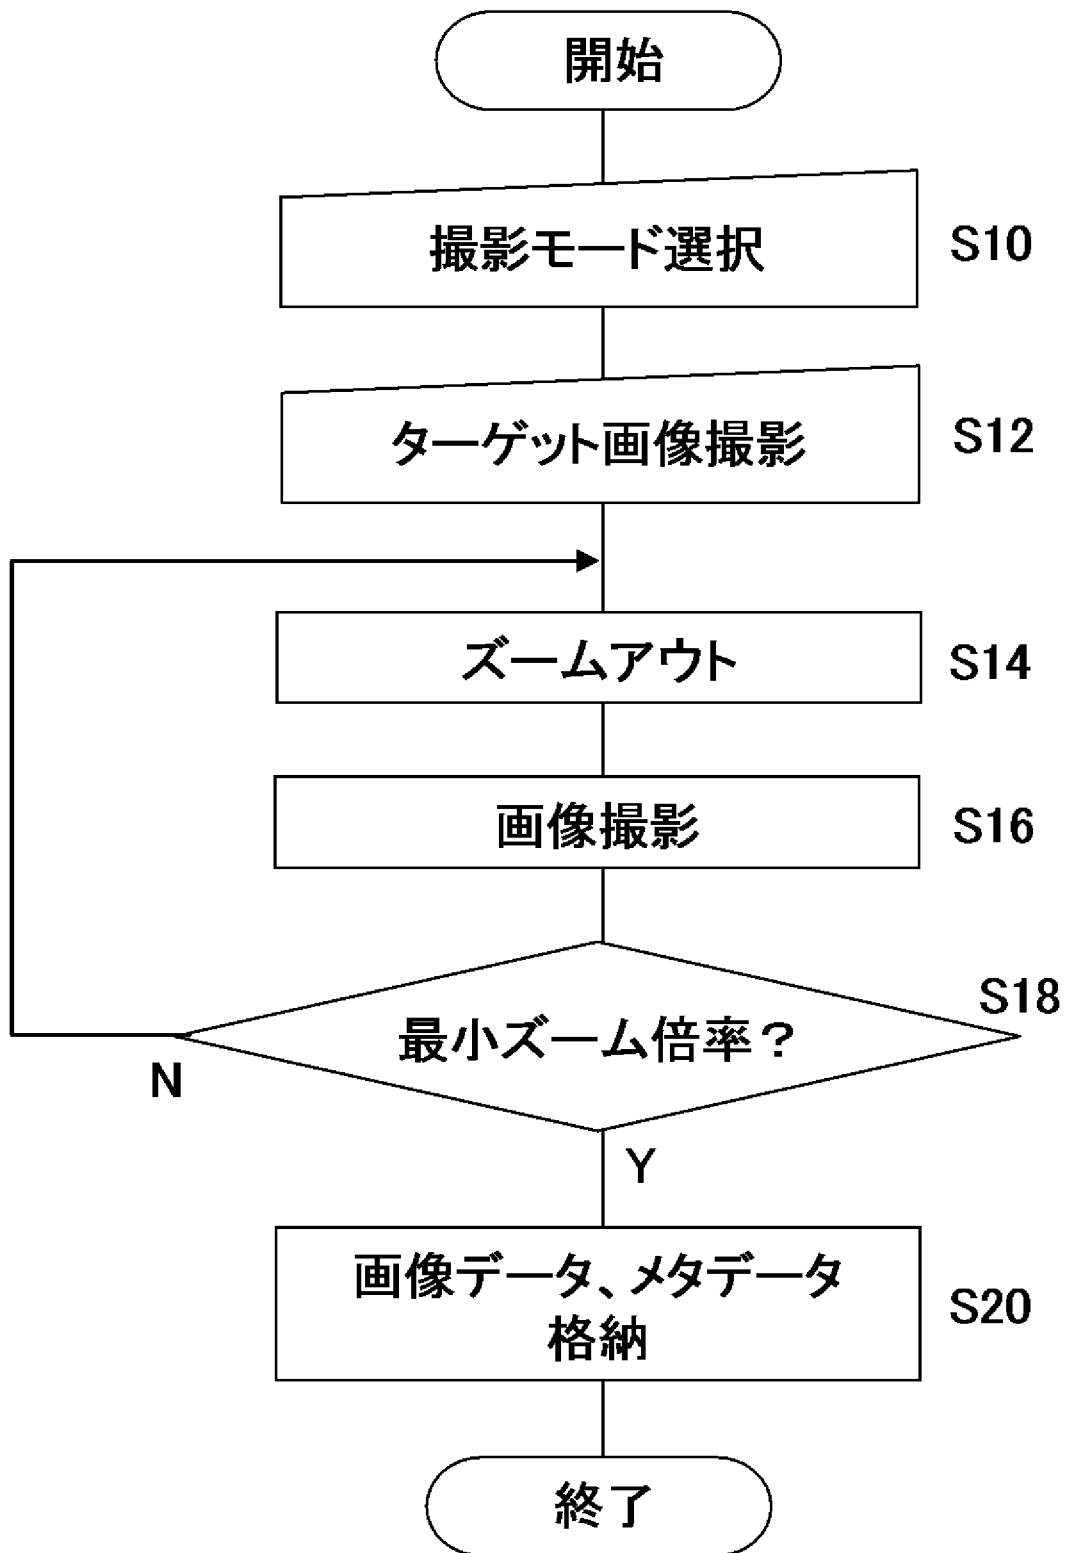 開始
撮影モード選択
S10
ターゲット画像撮影
S12
ズームアウト
S14
画像撮影
S16
最小ズーム倍率？
S18
N
Y
画像データ、メタデータ
格納
S20
終了